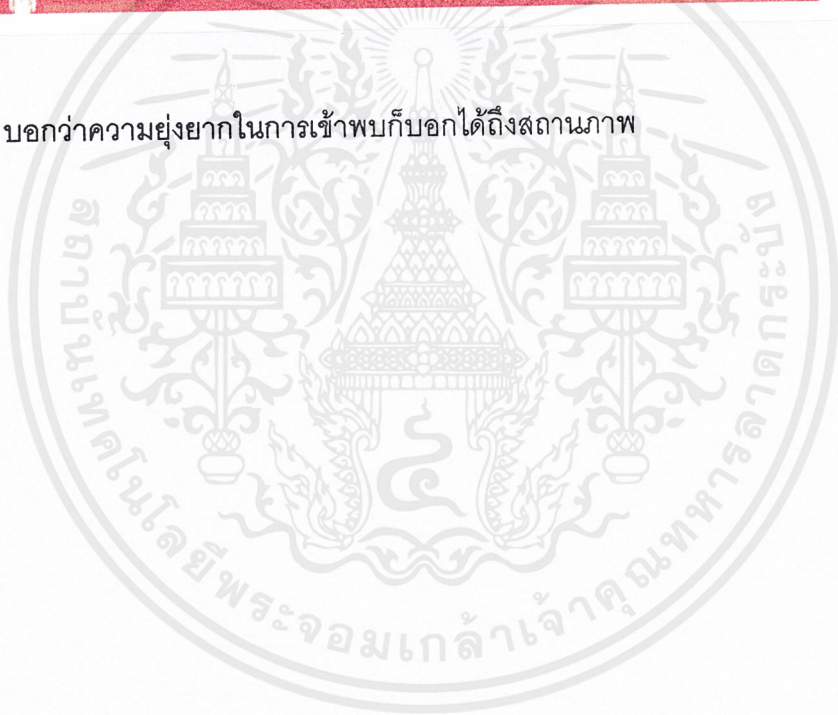 บอกว่าความยุ่งยากในการเข้าพบก็บอกได้ถึงสถานภาพ
สถาบันเทคโนโลยีพระจอมเกล้าเจ้าคุณทหารลาดกระบัง